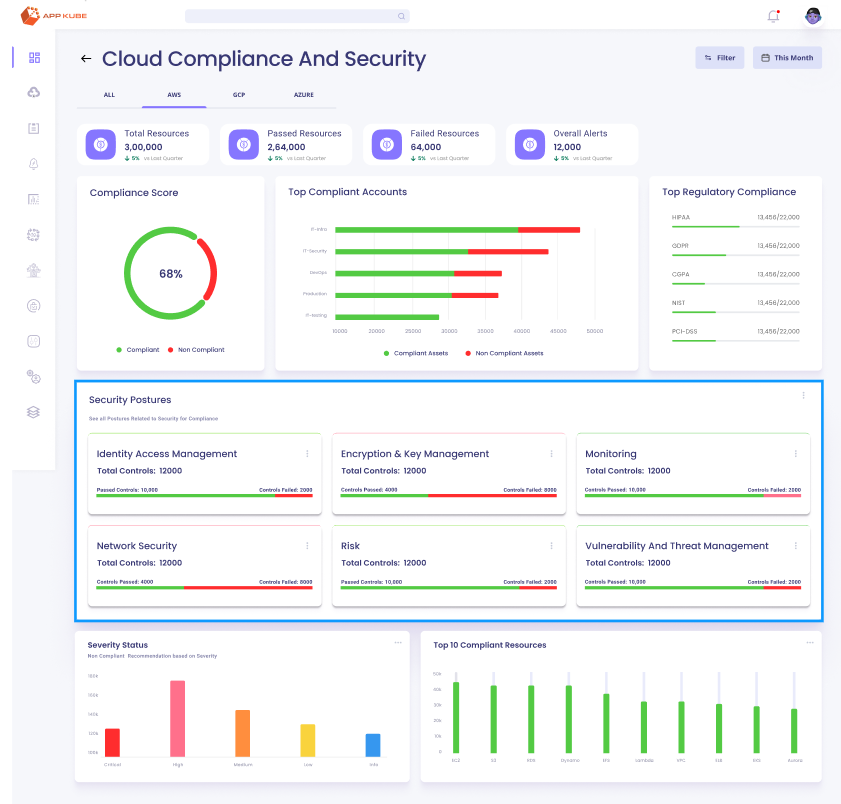 APP KUBE
Cloud Compliance And Security
Filter
This Month
ALL AWS GCP AZURE
Total Resources
3,00,000
5% vs Last Quarter
Passed Resources
2,64,000
5% vs Last Quarter
Failed Resources
64,000
5% vs Last Quarter
Overall Alerts
12,000
5% vs Last Quarter
Compliance Score
68%
Compliant Non Compliant
Top Compliant Accounts
IT-Infra
IT-Security
DevOps
Production
IT-testing
15000 20000 25000 30000 35000 40000 45000 50000
Compliant Assets Non Compliant Assets
Top Regulatory Compliance
HIPAA 13,456/22,000
GDPR 13,456/22,000
CGPA 13,456/22,000
NIST 13,456/22,000
PCI-DSS 13,456/22,000
Security Postures
See all Postures Related to Security for Compliance
Identity Access Management
Total Controls: 12000
Passed Controls: 10,000 Controls Failed: 2000
Encryption & Key Management
Total Controls: 12000
Controls Passed: 4000 Controls Failed: 8000
Monitoring
Total Controls: 12000
Controls Passed: 10,000 Controls Failed: 2000
Network Security
Total Controls: 12000
Controls Passed: 4000 Controls Failed: 8000
Risk
Total Controls: 12000
Passed Controls: 10,000 Controls Failed: 2000
Vulnerability And Threat Management
Total Controls: 12000
Controls Passed: 10,000 Controls Failed: 2000
Severity Status
Non Compliant Recommendation based on Severity
180k
160k
140k
120k
100k
Critical High Medium Low Info
Top 10 Compliant Resources
50k
40k
30k
20k
10k
0
EC2 S3 RDS Dynamo EFS Lambda VPC ELB EKS Aurora